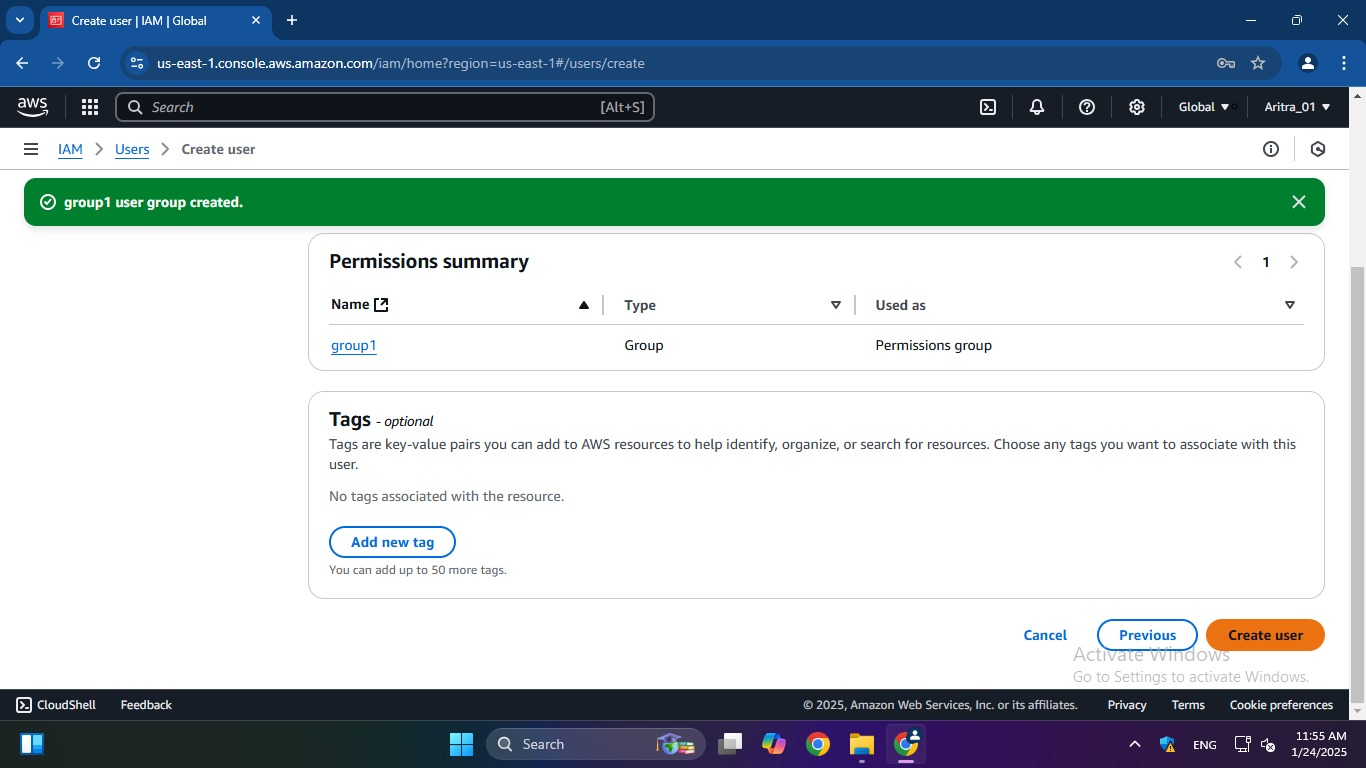 Create user | IAM | Global
us-east-1.console.aws.amazon.com/iam/home?region=us-east-1#/users/create
aws
Search
[Alt+S]
Global
Aritra_01
IAM
Users
Create user
group1 user group created.
Permissions summary
1
Name
Type
Used as
group1
Group
Permissions group
Tags - optional
Tags are key-value pairs you can add to AWS resources to help identify, organize, or search for resources. Choose any tags you want to associate with this
user.
No tags associated with the resource.
Add new tag
You can add up to 50 more tags.
Cancel
Previous
Create user
Activate Windows
Go to Settings to activate Windows.
CloudShell
Feedback
© 2025, Amazon Web Services, Inc. or its affiliates.
Privacy
Terms
Cookie preferences
Search
ENG
11:55 AM
1/24/2025